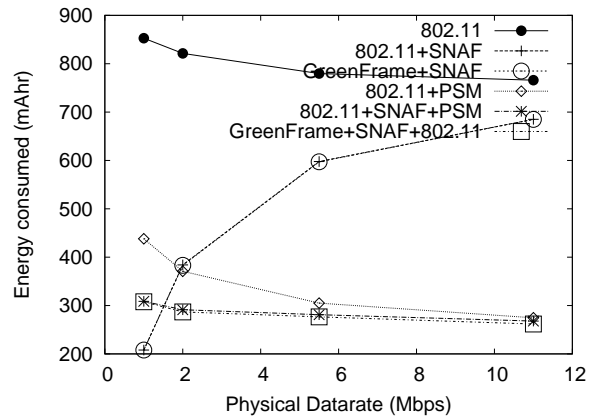 900
800
700
600
500
400
300
200
Energy consumed (mAhr)
802.11
802.11+SNAF
GreenFrame+SNAF
802.11+PSM
802.11+SNAF+PSM
GreenFrame+SNAF+802.11
0 2 4 6 8 10 12
Physical Datarate (Mbps)